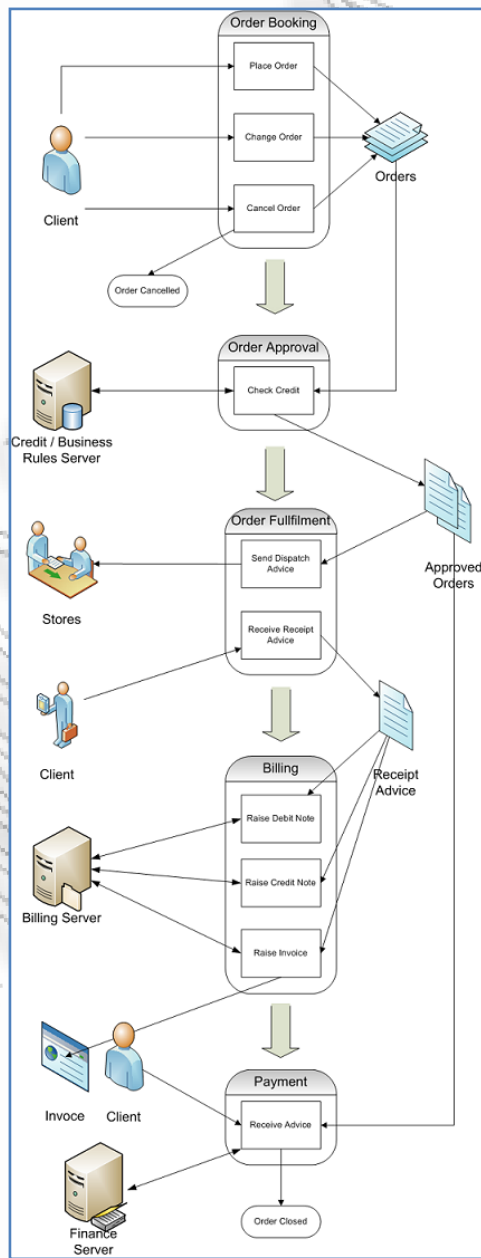 Order Booking
Place Order
Change Order
Orders
Client
Cancel Order
Order Cancelled
Order Approval
Check Credit
Credit / Business
Rules Server
Order Fullfilment
Send Dispatch
Advice
Approved
Orders
Stores
Receive Receipt
Advice
Client
Receipt
Advice
Billing
Raise Debit Note
Raise Credit Note
Billing Server
Raise Invoice
Payment
Invoce
Client
Receive Advice
Order Closed
Finance
Server